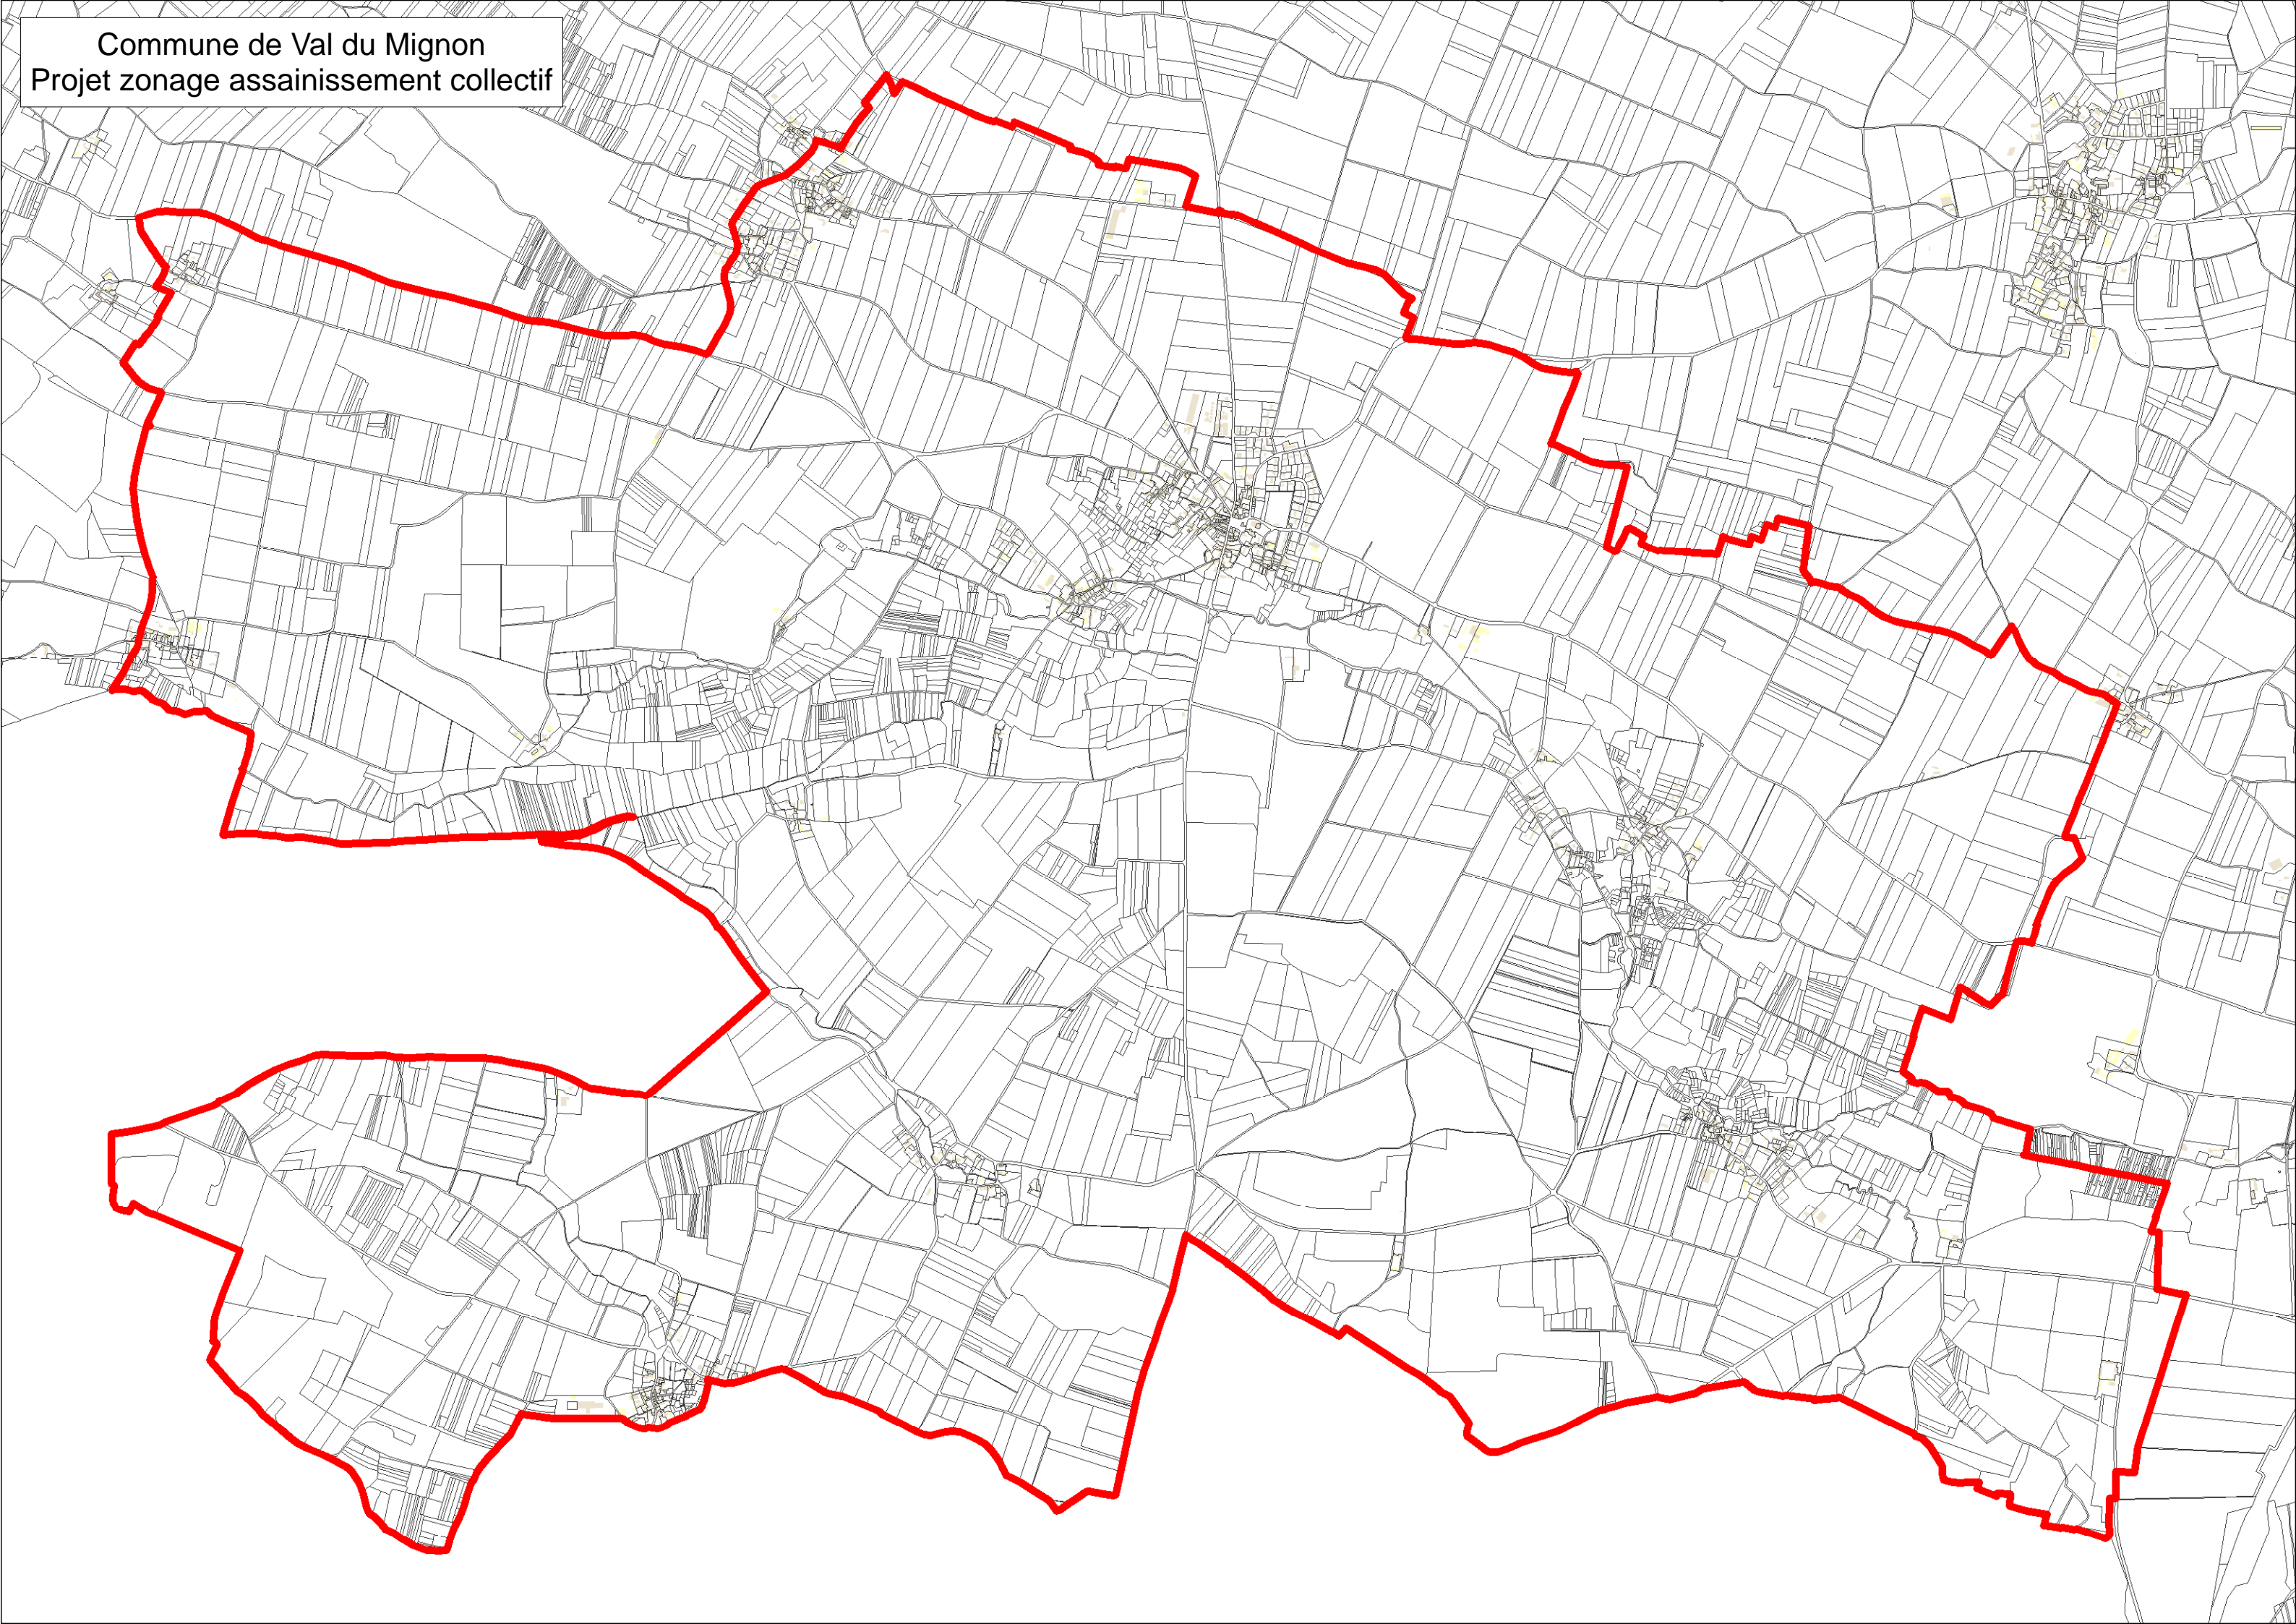 Commune de Val du Mignon
Projet zonage assainissement collectif